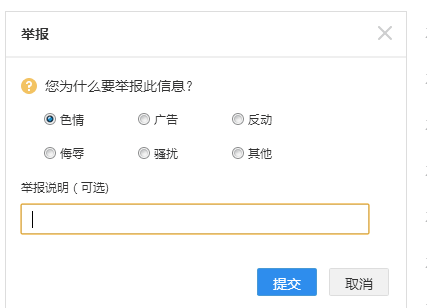 举报
您为什么要举报此信息?
色情 广告 反动
侮辱 骚扰 其他
举报说明(可选)
提交 取消